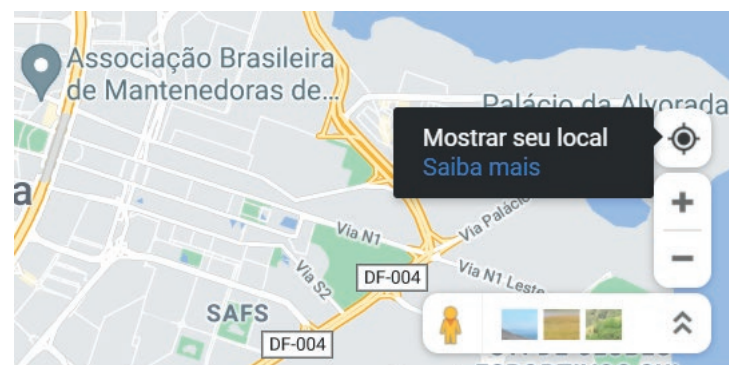 Associação Brasileira
de Mantenedoras de...
Palácio da Alvorada
Mostrar seu local
Saiba mais
a
Via Palácio
Via N1
DF-004
Via N1 Leste
Via S2
SAFS
DF-004